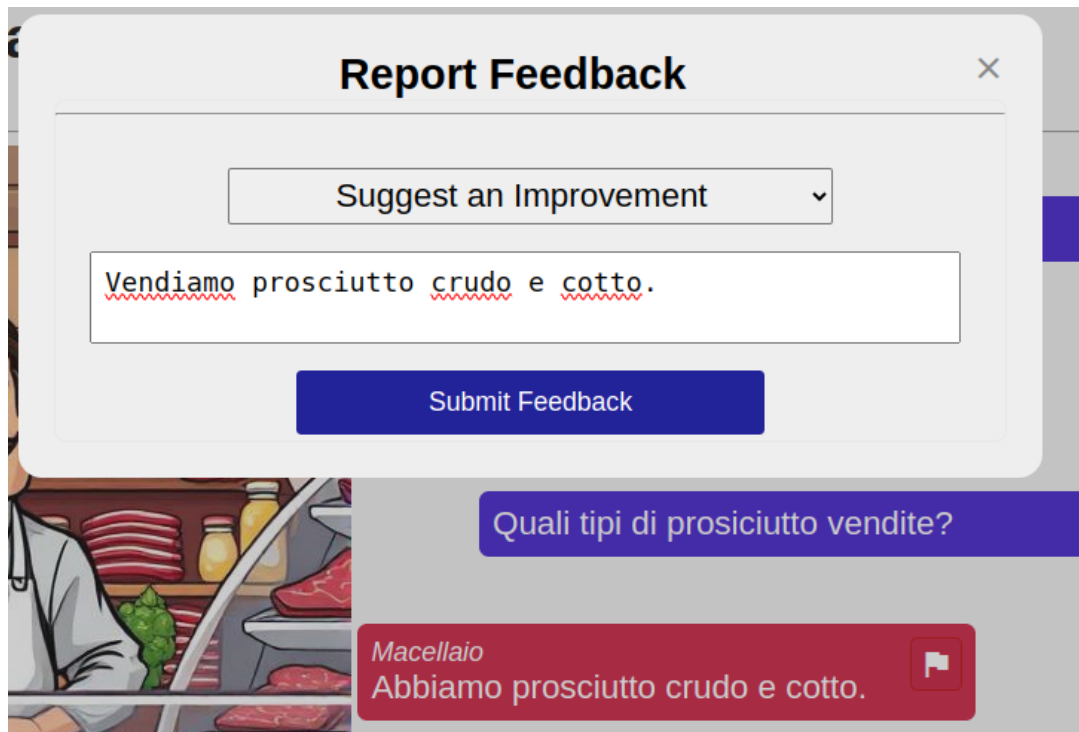 Report Feedback
×
Suggest an Improvement
Vendiamo prosciutto crudo e cotto.
Submit Feedback
Quali tipi di prosiciutto vendite?
Macellaio
Abbiamo prosciutto crudo e cotto.